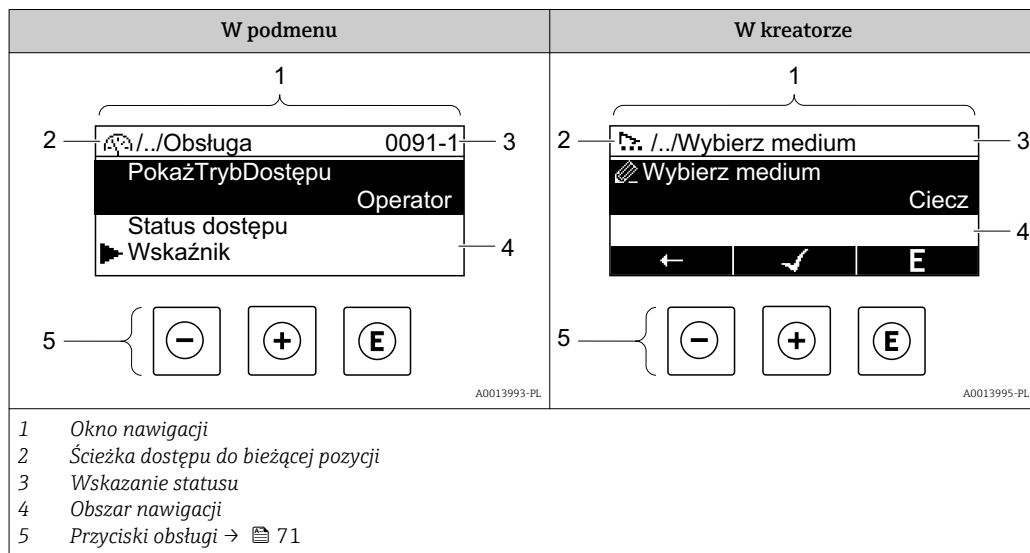 W podmenu
W kreatorze
1
2
/../Obsługa 0091-1
3
PokażTrybDostępu
Operator
Status dostępu
Wskaźnik
4
5
- + E
A0013993-PL
1
2
/../Wybierz medium
3
Wybierz medium
Ciecz
4
← ✓ E
5
- + E
A0013995-PL
1 Okno nawigacji
2 Ścieżka dostępu do bieżącej pozycji
3 Wskazanie statusu
4 Obszar nawigacji
5 Przyciski obsługi → 71